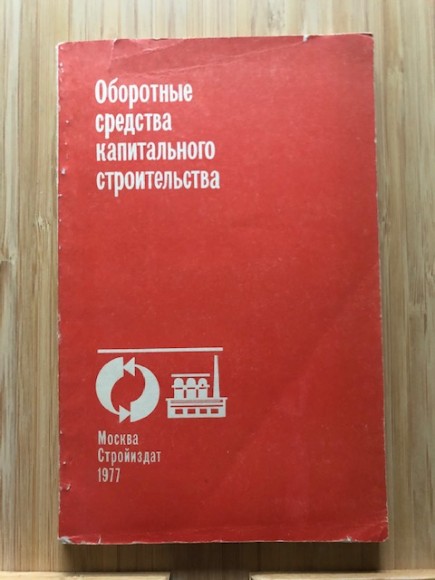 Оборотные
средства
капитального
строительства
Москва
Стройиздат
1977